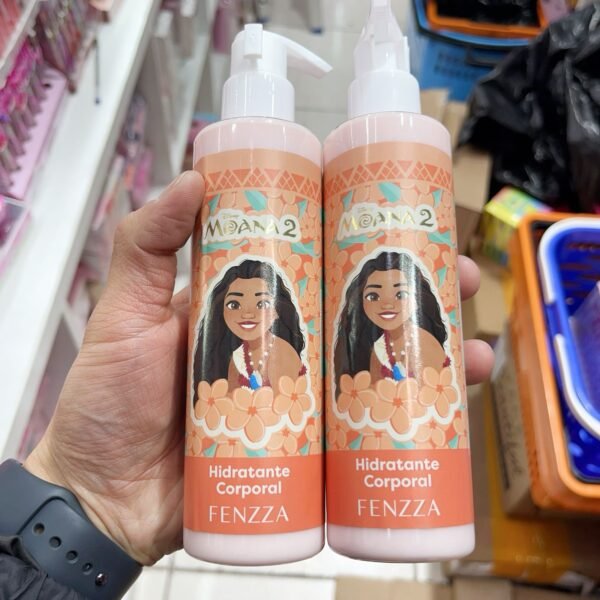 Disney
MOANA 2
Hidratante
Corporal
FENZZA
Disney
MOANA 2
Hidratante
Corporal
FENZZA